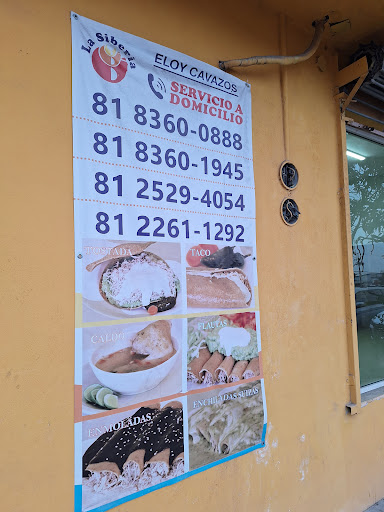 La Siberia
ELOY CAVAZOS
SERVICIO A
DOMICILIO
81 8360-0888
81 8360-1945
81 2529-4054
81 2261-1292
TOSTADA
TACO
CALDO
FLAUTAS
ENMOLADAS
ENCHILADAS SUIZAS